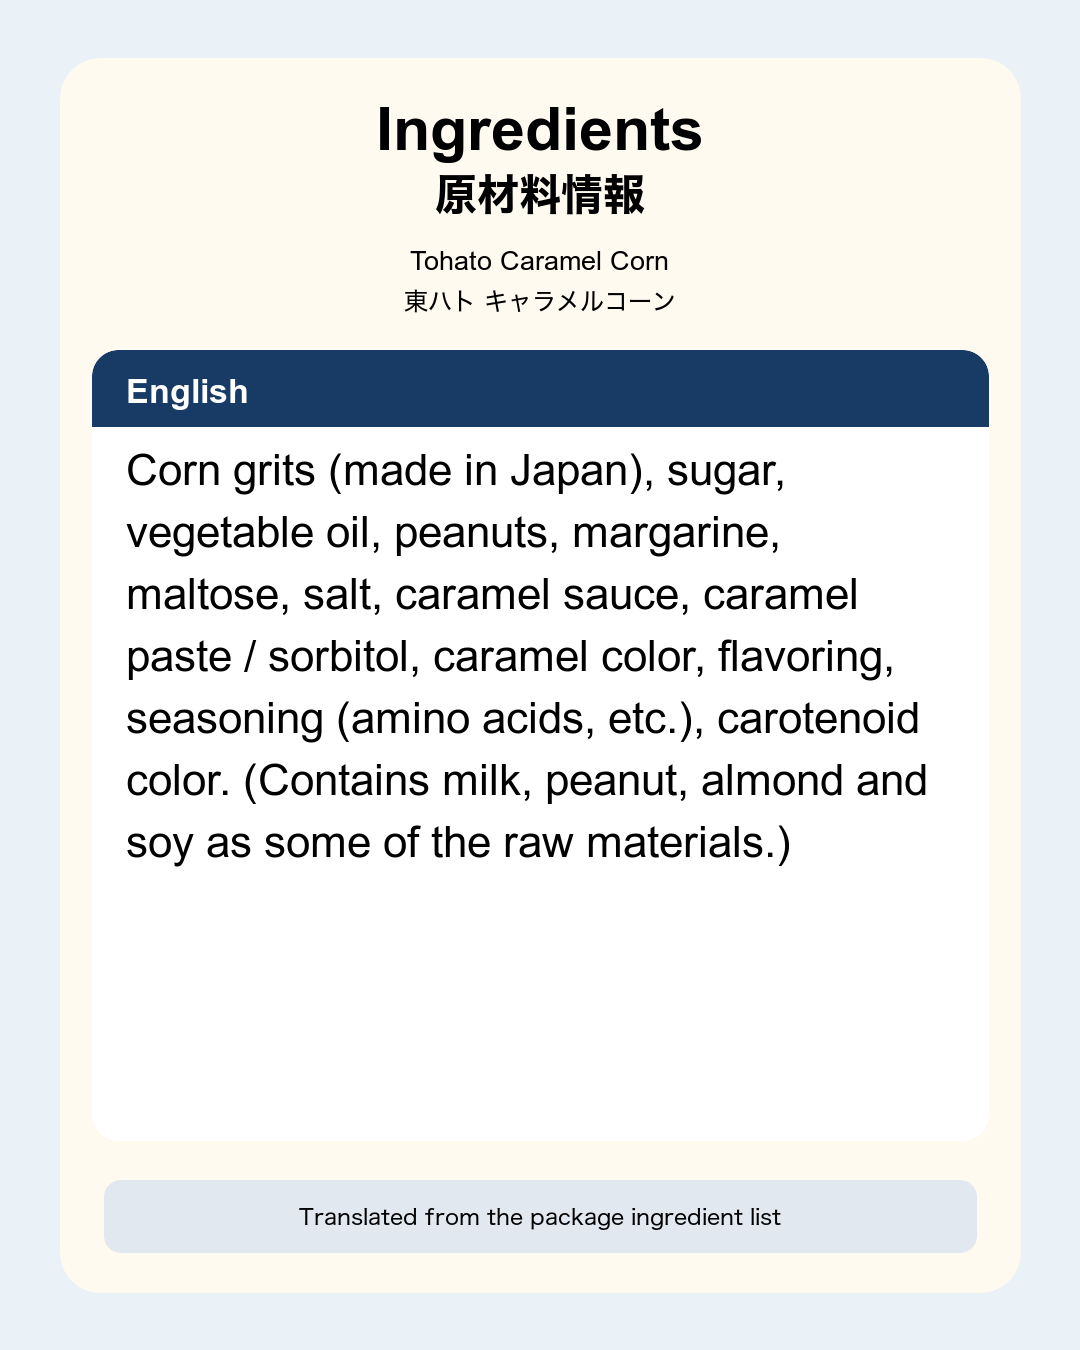 Ingredients
原材料情報
Tohato Caramel Corn
東ハト キャラメルコーン
English
Corn grits (made in Japan), sugar,
vegetable oil, peanuts, margarine,
maltose, salt, caramel sauce, caramel
paste / sorbitol, caramel color, flavoring,
seasoning (amino acids, etc.), carotenoid
color. (Contains milk, peanut, almond and
soy as some of the raw materials.)
Translated from the package ingredient list